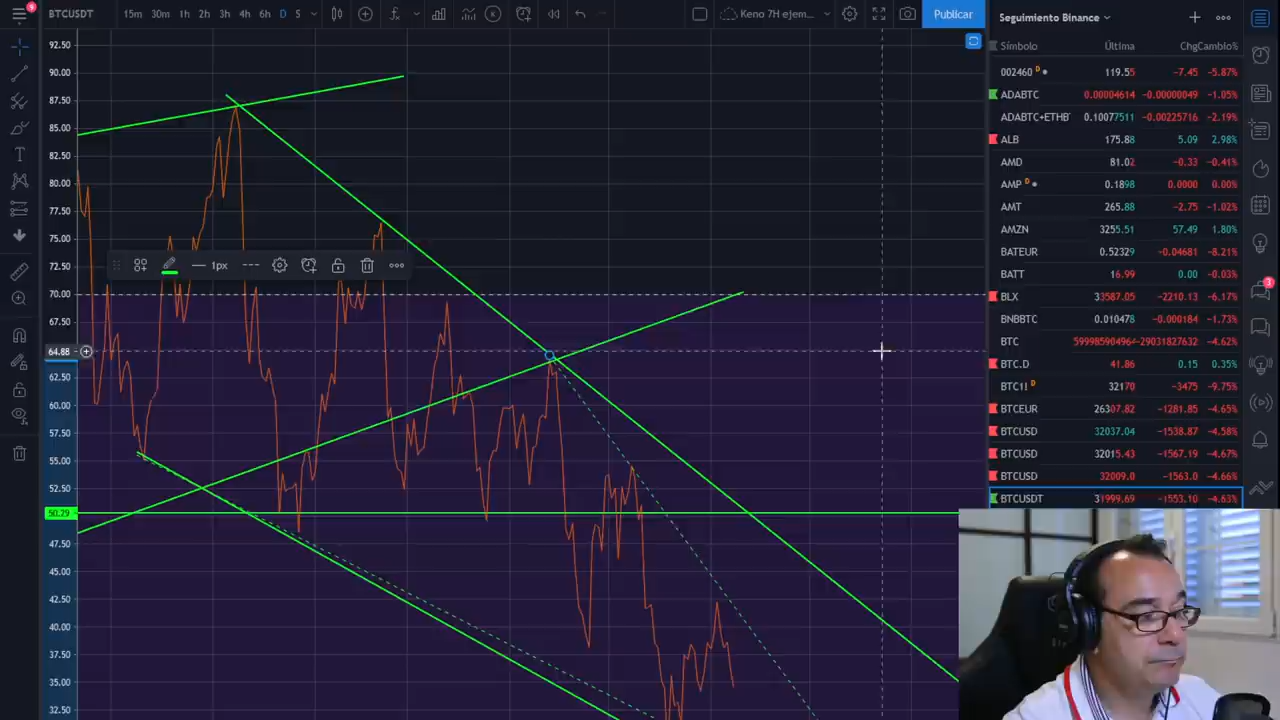 9
BTCUSDT
15m 30m 1h 2h 3h 4h 6h D 5
Keno 7H ejem...
Publicar
92.50
90.00
87.50
85.00
82.50
80.00
77.50
75.00
72.50
70.00
67.50
64.88
62.50
60.00
57.50
55.00
52.50
50.79
47.50
45.00
42.50
40.00
37.50
35.00
32.50
1px
Seguimiento Binance
Símbolo Última Chg Cambio%
002460 D 119.55 −7.45 −5.87%
ADABTC 0.00004614 −0.00000049 −1.05%
ADABTC+ETHB 0.10077511 −0.00225716 −2.19%
ALB 175.88 5.09 2.98%
AMD 81.02 −0.33 −0.41%
AMP D 0.1898 0.0000 0.00%
AMT 265.88 −2.75 −1.02%
AMZN 3255.51 57.49 1.80%
BATEUR 0.52329 −0.04681 −8.21%
BATT 16.99 0.00 −0.03%
BLX 33587.05 −2210.13 −6.17%
BNBBTC 0.010478 −0.000184 −1.73%
BTC −4.62%
BTC.D 41.86 0.15 0.35%
BTC1! D 32170 −3475 −9.75%
BTCEUR 26307.82 −1281.85 −4.65%
BTCUSD 32037.04 −1538.87 −4.58%
BTCUSD 32015.43 −1567.19 −4.67%
BTCUSD 32009.0 −1563.0 −4.66%
BTCUSDT 31999.69 −1553.10 −4.63%
3